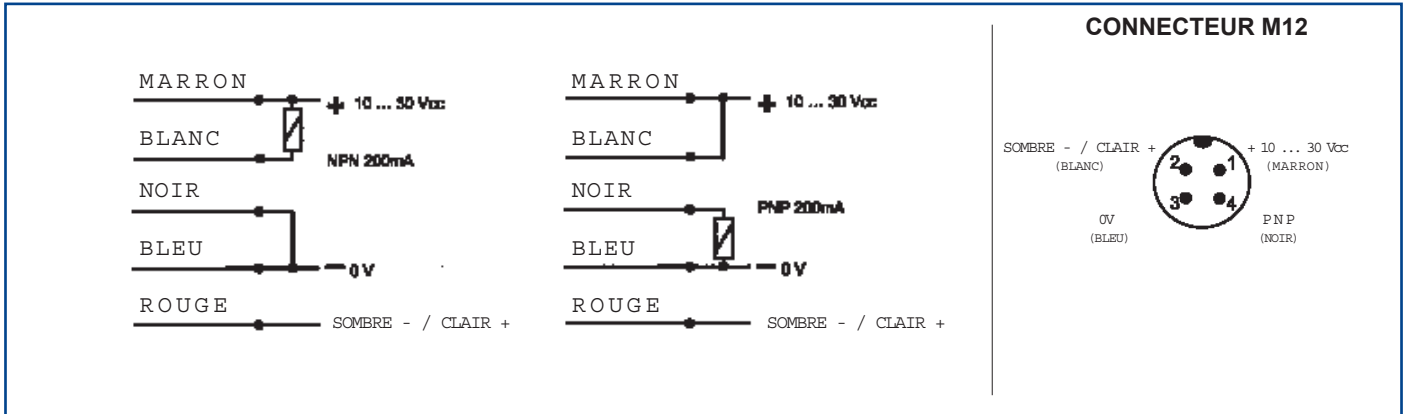 CONNECTEUR M12
MARRON
+ 10 ... 30 Vcc
BLANC
NPN 200mA
NOIR
BLEU
— 0 V
ROUGE
SOMBRE - / CLAIR +
MARRON
+ 10 ... 30 Vcc
BLANC
NOIR
PNP 200mA
BLEU
— 0 V
ROUGE
SOMBRE - / CLAIR +
SOMBRE - / CLAIR +
(BLANC)
2
1
+ 10 ... 30 Vcc
(MARRON)
3
4
0V
(BLEU)
PNP
(NOIR)